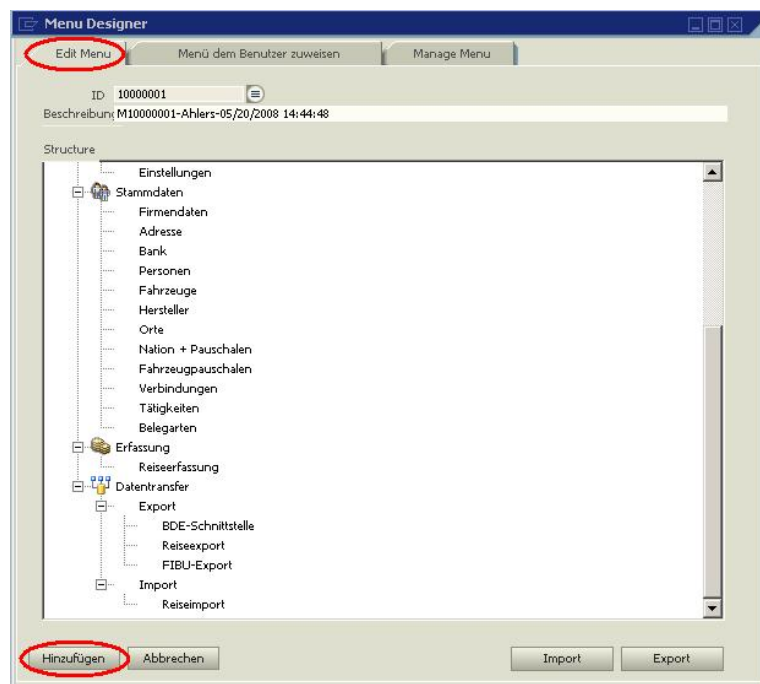 Menu Designer
Edit Menu Menü dem Benutzer zuweisen Manage Menu
ID 10000001
Beschreibung M10000001-Ahlers-05/20/2008 14:44:48
Structure
Einstellungen
Stammdaten
Firmendaten
Adresse
Bank
Personen
Fahrzeuge
Hersteller
Orte
Nation + Pauschalen
Fahrzeugpauschalen
Verbindungen
Tätigkeiten
Belegarten
Erfassung
Reiseerfassung
Datentransfer
Export
BDE-Schnittstelle
Reiseexport
FIBU-Export
Import
Reiseimport
Hinzufügen Abbrechen Import Export